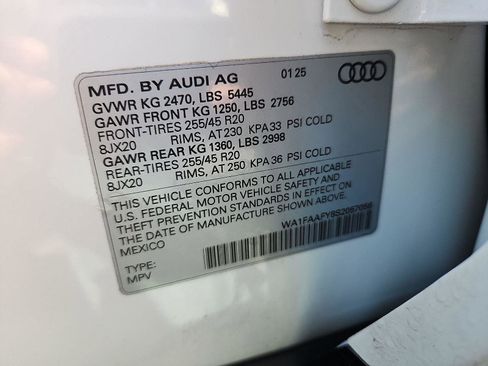 MFD. BY AUDI AG 01 25
GVWR KG 2470, LBS 5445
GAWR FRONT KG 1250, LBS 2756
FRONT-TIRES 255/45 R20
8JX20 RIMS, AT 230 KPA 33 PSI COLD
GAWR REAR KG 1360, LBS 2998
REAR-TIRES 255/45 R20
8JX20 RIMS, AT 250 KPA 36 PSI COLD
THIS VEHICLE CONFORMS TO ALL APPLICABLE
U.S. FEDERAL MOTOR VEHICLE SAFETY AND
THEFT PREVENTION STANDARDS IN EFFECT ON
DATE OF MANUFACTURE SHOWN ABOVE.
MEXICO
WA1FAAFY8S2067056
TYPE:
MPV